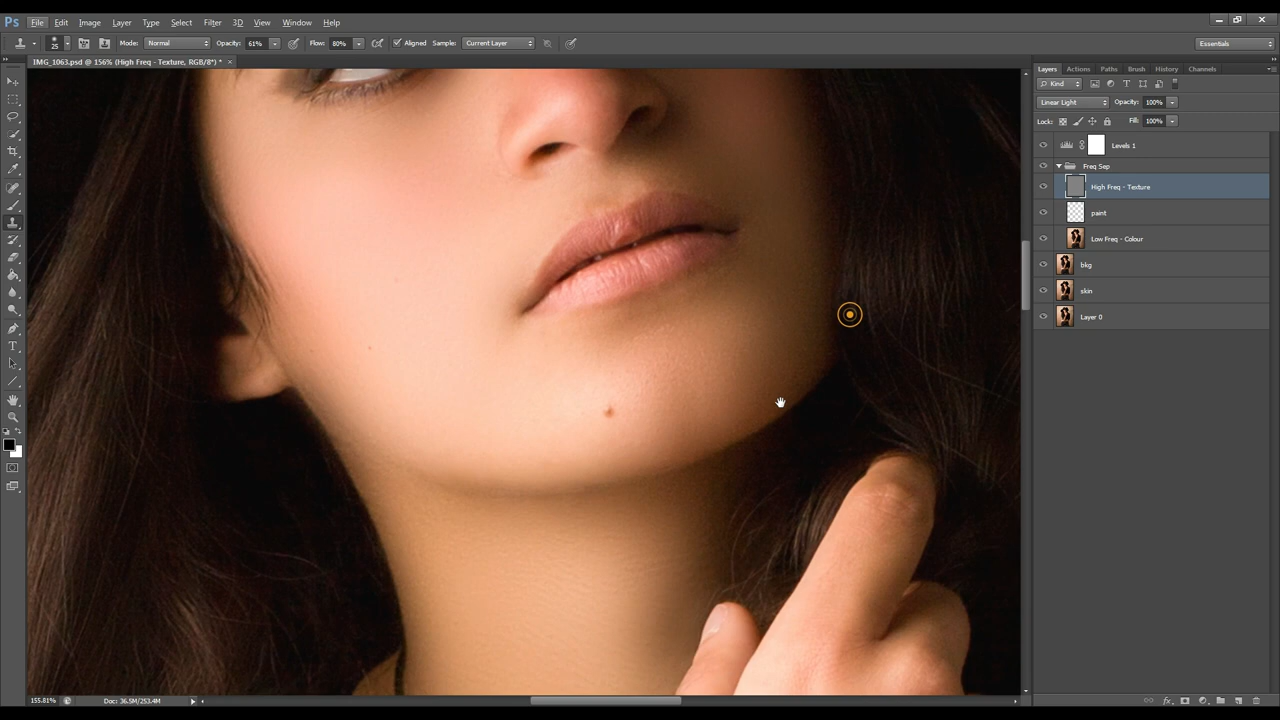 Ps File Edit Image Layer Type Select Filter 3D View Window Help
25 Mode: Normal Opacity: 61% Flow: 80% Aligned Sample: Current Layer Essentials
IMG_1063.psd @ 156% (High Freq - Texture, RGB/8*) * ×
Layers Actions Paths Brush History Channels
Kind
Linear Light Opacity: 100%
Lock: Fill: 100%
Levels 1
Freq Sep
High Freq - Texture
paint
Low Freq - Colour
bkg
skin
Layer 0
155.81% Doc: 36.5M/253.4M